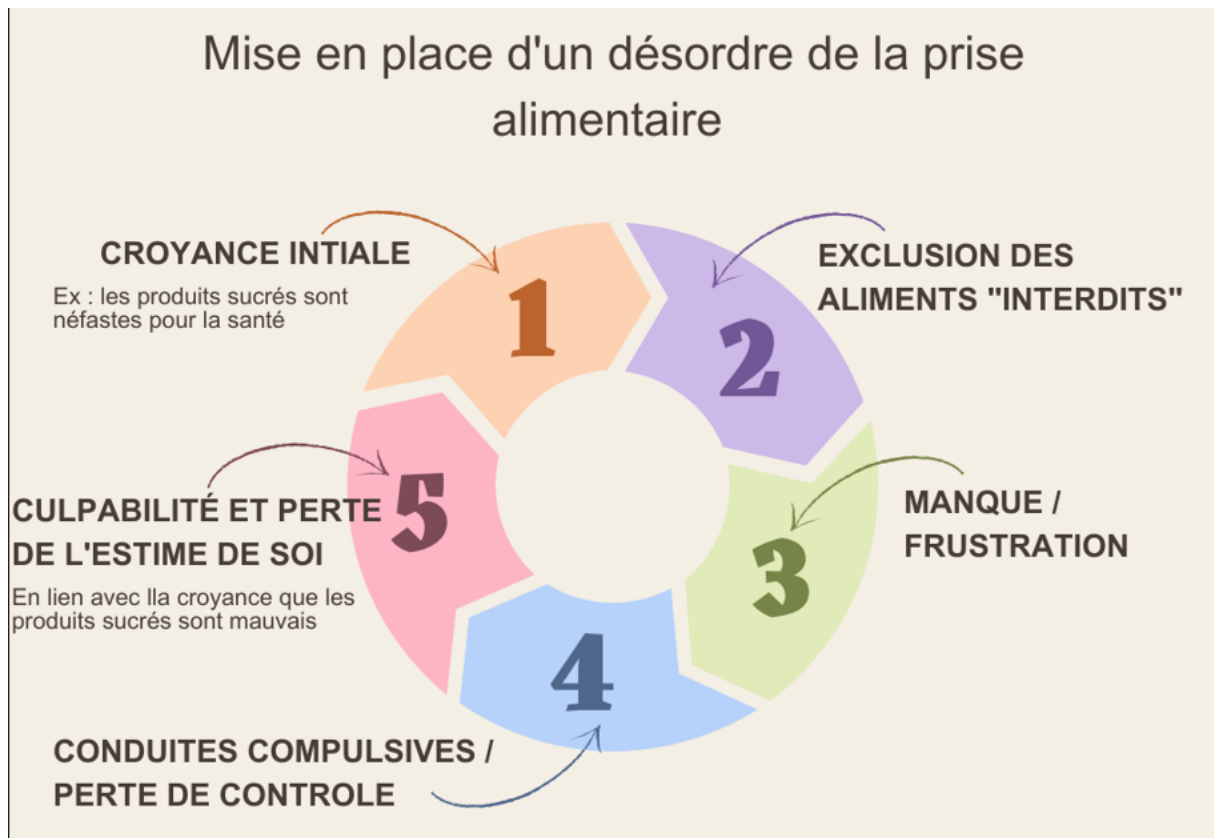 Mise en place d'un désordre de la prise
alimentaire
CROYANCE INTIALE
Ex : les produits sucrés sont
néfastes pour la santé
1
2
EXCLUSION DES
ALIMENTS "INTERDITS"
3
MANQUE /
FRUSTRATION
4
CONDUITES COMPULSIVES /
PERTE DE CONTROLE
5
CULPABILITÉ ET PERTE
DE L'ESTIME DE SOI
En lien avec lla croyance que les
produits sucrés sont mauvais